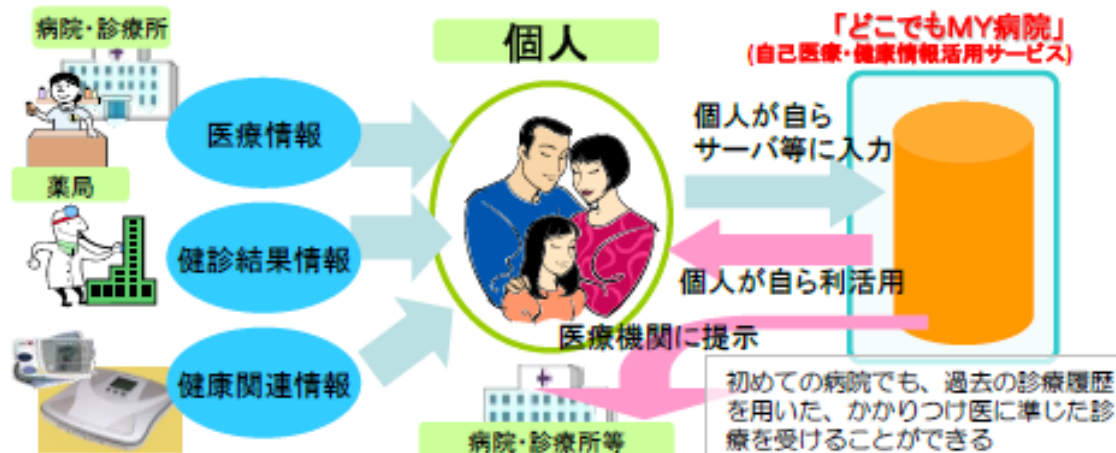 病院・診療所
個人
「どこでもMY病院」
(自己医療・健康情報活用サービス)
医療情報
個人が自ら
サーバ等に入力
薬局
健診結果情報
個人が自ら利活用
医療機関に提示
健康関連情報
病院・診療所等
初めての病院でも、過去の診療履歴
を用いた、かかりつけ医に準じた診
療を受けることができる